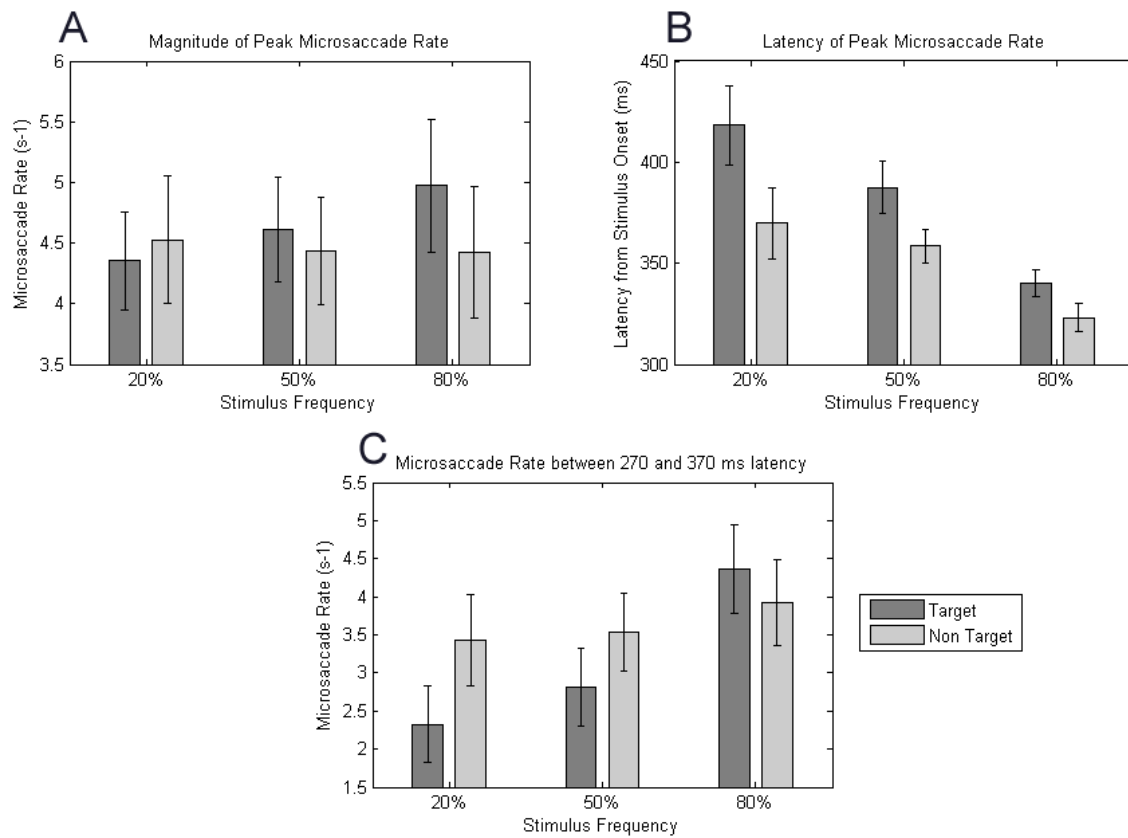 A
Magnitude of Peak Microsaccade Rate
Microsaccade Rate (s-1)
6
5.5
5
4.5
4
3.5
20% 50% 80%
Stimulus Frequency
B
Latency of Peak Microsaccade Rate
Latency from Stimulus Onset (ms)
450
400
350
300
20% 50% 80%
Stimulus Frequency
C
Microsaccade Rate between 270 and 370 ms latency
Microsaccade Rate (s-1)
5.5
5
4.5
4
3.5
3
2.5
2
1.5
20% 50% 80%
Stimulus Frequency
Target
Non Target